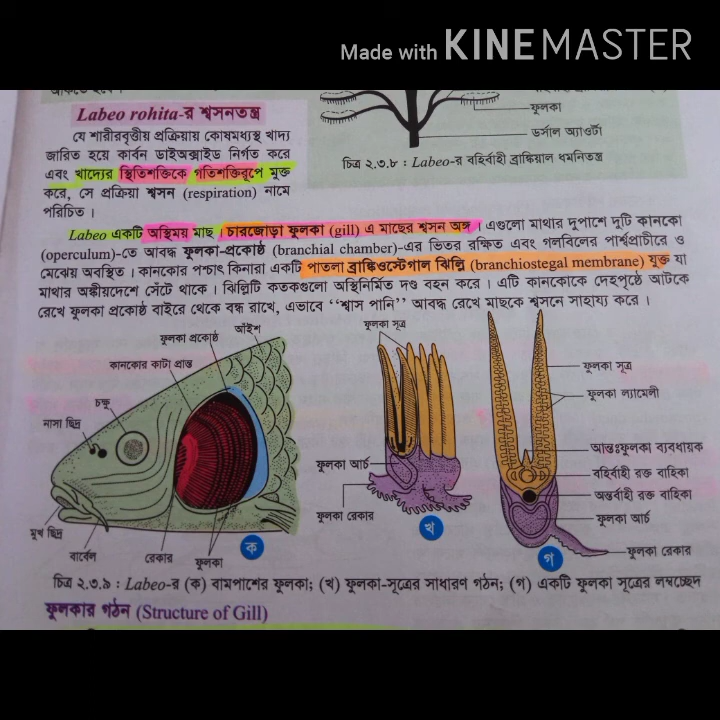 Made with KINEMASTER
Labeo rohita-র শ্বসনতন্ত্র
যে শারীরবৃত্তীয় প্রক্রিয়ায় কোষমধ্যস্থ খাদ্য
জারিত হয়ে কার্বন ডাইঅক্সাইড নির্গত করে
এবং খাদ্যের স্থিতিশক্তিকে গতিশক্তিরূপে মুক্ত
করে, সে প্রক্রিয়া শ্বসন (respiration) নামে
পরিচিত ।
ফুলকা
ডর্সাল অ্যাওর্টা
চিত্র ২.৩.৮ : Labeo-র বহির্বাহী ব্রাঙ্কিয়াল ধমনিতন্ত্র
Labeo একটি অস্থিময় মাছ চারজোড়া ফুলকা (gill) এ মাছের শ্বসন অঙ্গ । এগুলো মাথার দুপাশে দুটি কানকো
(operculum)-তে আবদ্ধ ফুলকা-প্রকোষ্ঠ (branchial chamber)-এর ভিতর রক্ষিত এবং গলবিলের পার্শ্বপ্রাচীরে ও
মেঝেয় অবস্থিত । কানকোর পশ্চাৎ কিনারা একটি পাতলা ব্রাঙ্কিওস্টেগাল ঝিল্লি (branchiostegal membrane) যুক্ত যা
মাথার অঙ্কীয়দেশে সেঁটে থাকে । ঝিল্লিটি কতকগুলো অস্থিনির্মিত দণ্ড বহন করে । এটি কানকোকে দেহপৃষ্ঠে আটকে
রেখে ফুলকা প্রকোষ্ঠ বাইরে থেকে বন্ধ রাখে, এভাবে “শ্বাস পানি” আবদ্ধ রেখে মাছকে শ্বসনে সাহায্য করে ।
আঁইশ
ফুলকা প্রকোষ্ঠ
কানকোর কাটা প্রান্ত
চক্ষু
নাসা ছিদ্র
মুখ ছিদ্র
বার্বেল
রেকার
ফুলকা
ক
ফুলকা সূত্র
ফুলকা আর্চ
ফুলকা রেকার
খ
ফুলকা সূত্র
ফুলকা ল্যামেলী
আন্তঃফুলকা ব্যবধায়ক
বহির্বাহী রক্ত বাহিকা
অন্তর্বাহী রক্ত বাহিকা
ফুলকা আর্চ
ফুলকা রেকার
গ
চিত্র ২.৩.৯ : Labeo-র (ক) বামপাশের ফুলকা; (খ) ফুলকা-সূত্রের সাধারণ গঠন; (গ) একটি ফুলকা সূত্রের লম্বচ্ছেদ
ফুলকার গঠন (Structure of Gill)